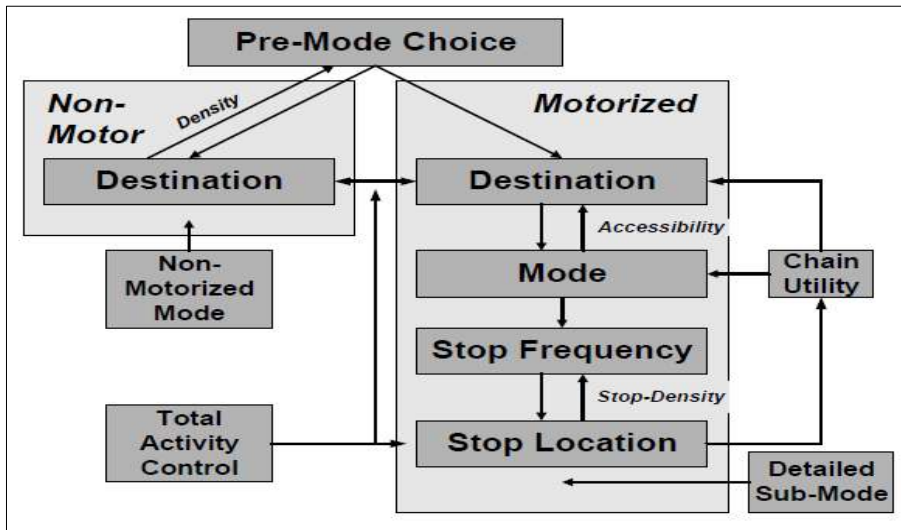 Pre-Mode Choice
Non-
Motor
Density
Motorized
Destination
Destination
Accessibility
Non-
Motorized
Mode
Mode
Chain
Utility
Stop Frequency
Stop-Density
Total
Activity
Control
Stop Location
Detailed
Sub-Mode